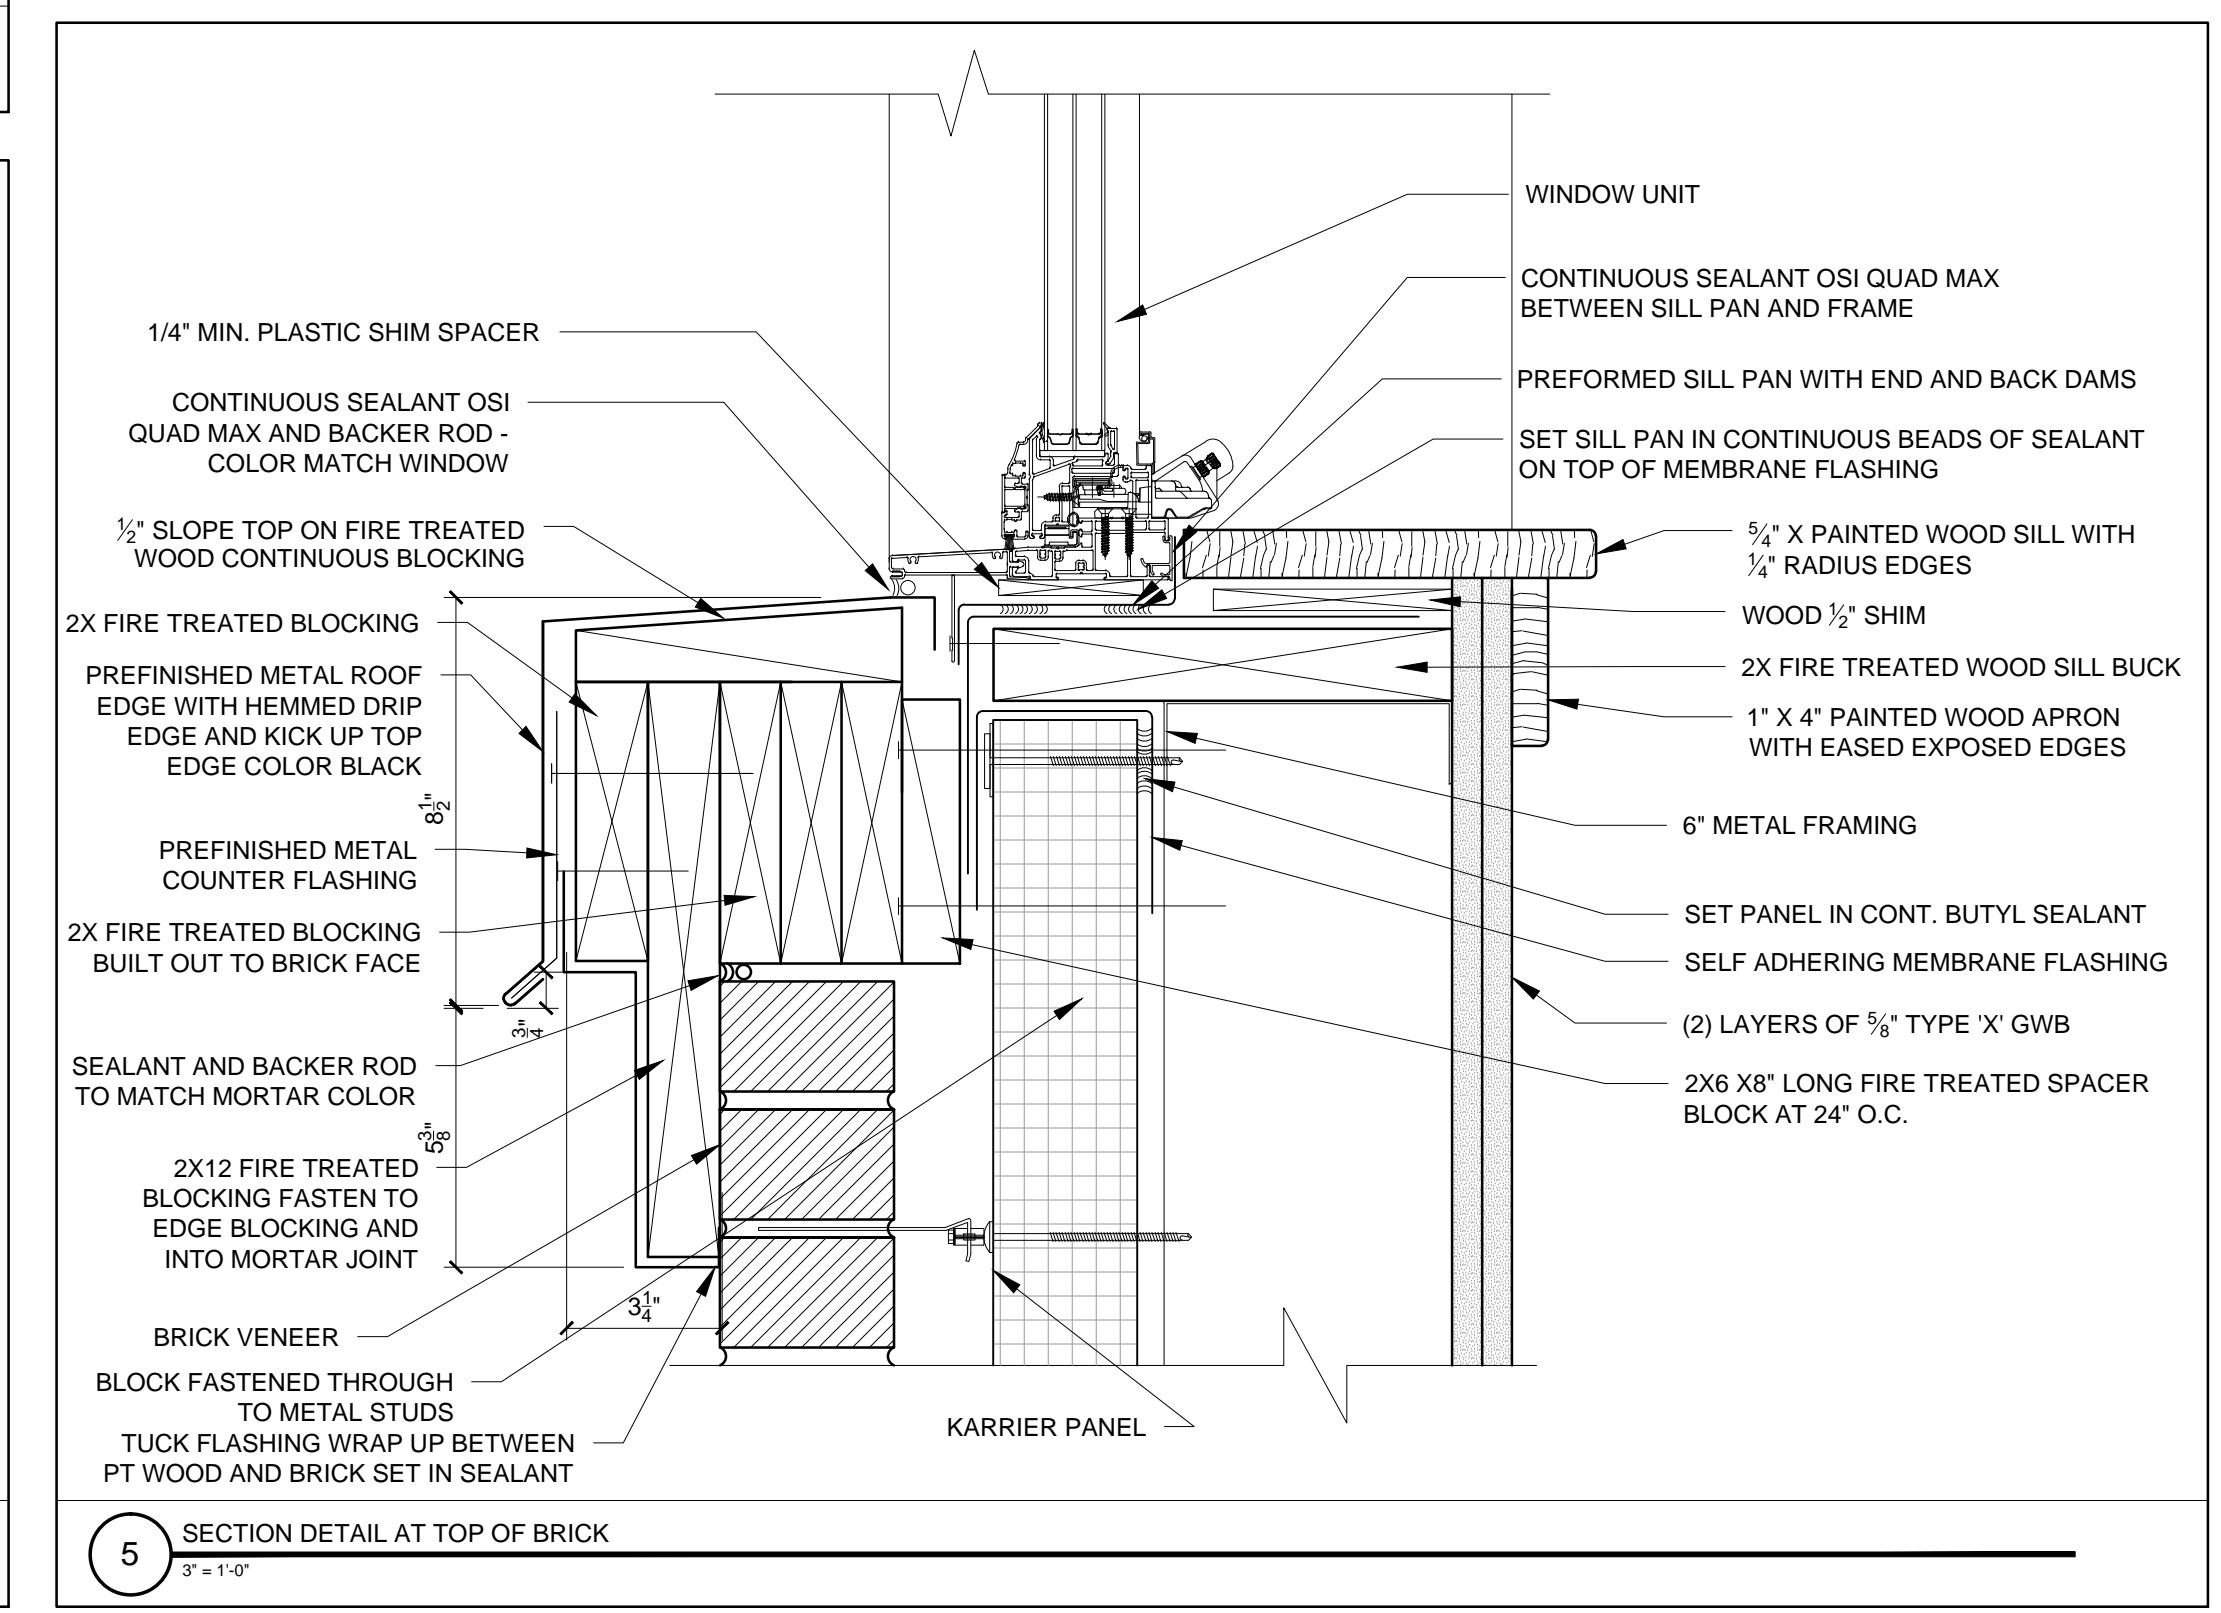 1/4" MIN. PLASTIC SHIM SPACER
CONTINUOUS SEALANT OSI
QUAD MAX AND BACKER ROD -
COLOR MATCH WINDOW
½" SLOPE TOP ON FIRE TREATED
WOOD CONTINUOUS BLOCKING
2X FIRE TREATED BLOCKING
PREFINISHED METAL ROOF
EDGE WITH HEMMED DRIP
EDGE AND KICK UP TOP
EDGE COLOR BLACK
8½"
PREFINISHED METAL
COUNTER FLASHING
2X FIRE TREATED BLOCKING
BUILT OUT TO BRICK FACE
¾"
SEALANT AND BACKER ROD
TO MATCH MORTAR COLOR
5⅜"
2X12 FIRE TREATED
BLOCKING FASTEN TO
EDGE BLOCKING AND
INTO MORTAR JOINT
3¼"
BRICK VENEER
BLOCK FASTENED THROUGH
TO METAL STUDS
TUCK FLASHING WRAP UP BETWEEN
PT WOOD AND BRICK SET IN SEALANT
KARRIER PANEL
WINDOW UNIT
CONTINUOUS SEALANT OSI QUAD MAX
BETWEEN SILL PAN AND FRAME
PREFORMED SILL PAN WITH END AND BACK DAMS
SET SILL PAN IN CONTINUOUS BEADS OF SEALANT
ON TOP OF MEMBRANE FLASHING
5/4" X PAINTED WOOD SILL WITH
¼" RADIUS EDGES
WOOD ½" SHIM
2X FIRE TREATED WOOD SILL BUCK
1" X 4" PAINTED WOOD APRON
WITH EASED EXPOSED EDGES
6" METAL FRAMING
SET PANEL IN CONT. BUTYL SEALANT
SELF ADHERING MEMBRANE FLASHING
(2) LAYERS OF ⅝" TYPE 'X' GWB
2X6 X8" LONG FIRE TREATED SPACER
BLOCK AT 24" O.C.
5
SECTION DETAIL AT TOP OF BRICK
3" = 1'-0"